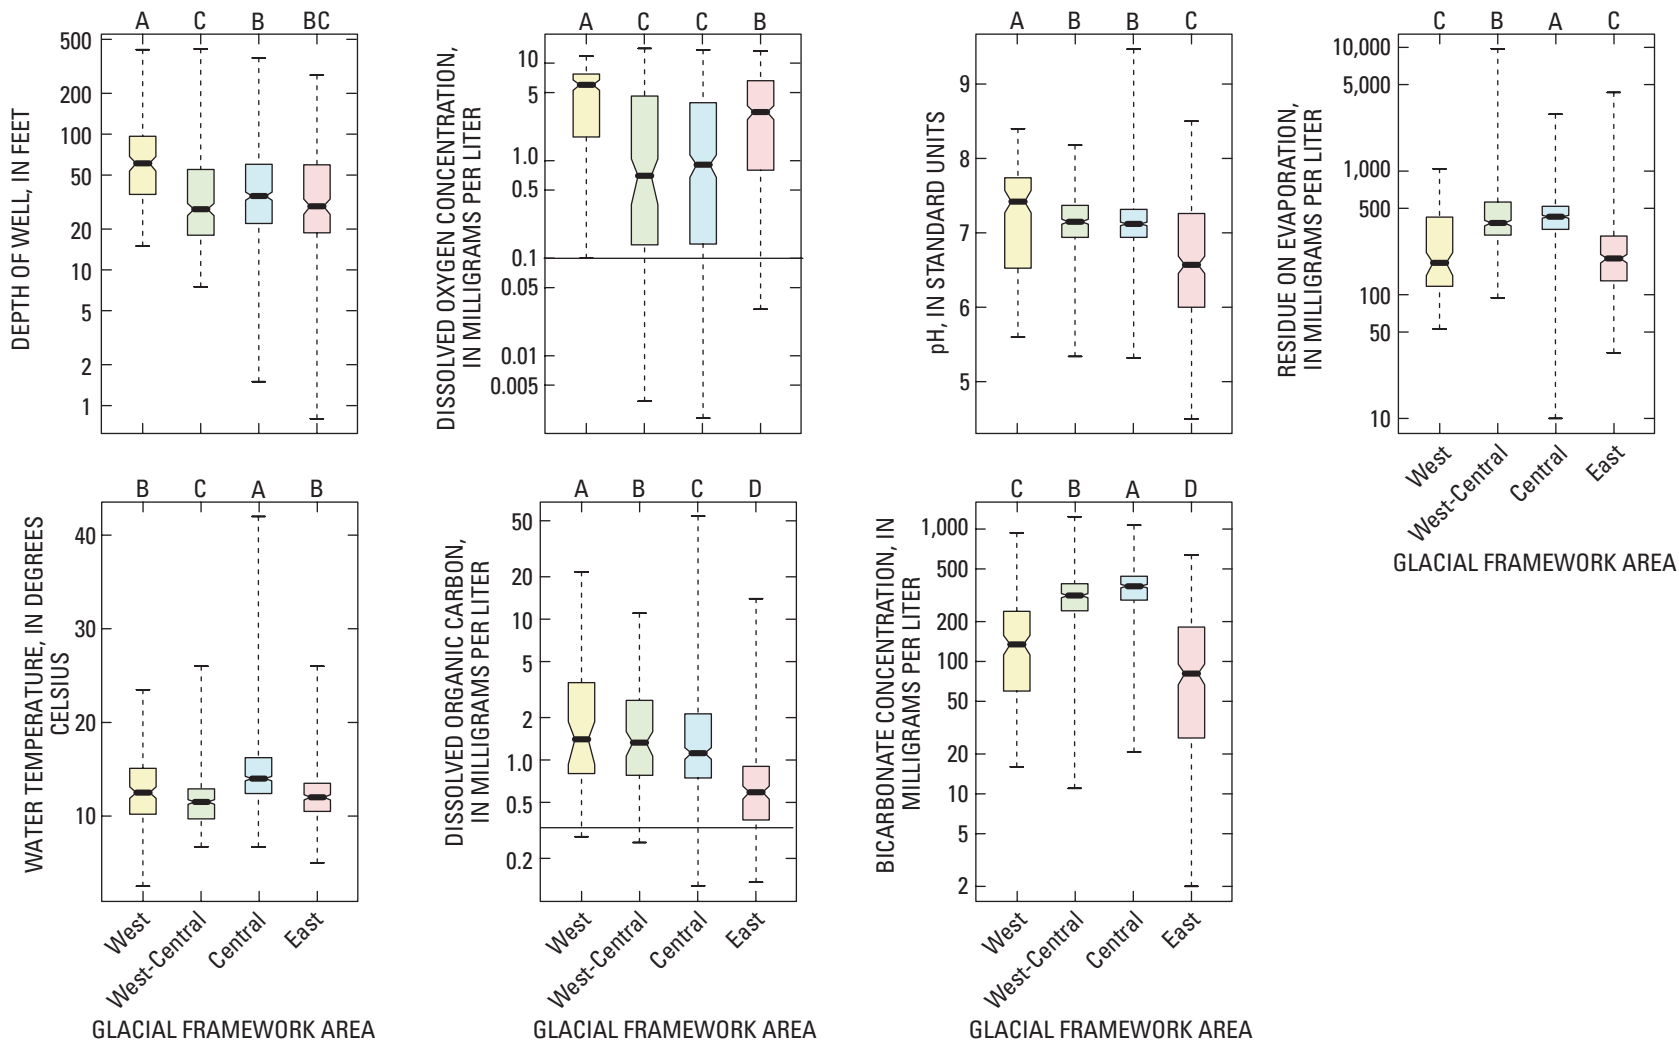 A C B BC
DEPTH OF WELL, IN FEET
500
200
100
50
20
10
5
2
1
A C C B
DISSOLVED OXYGEN CONCENTRATION,
IN MILLIGRAMS PER LITER
10
5
1.0
0.5
0.1
0.05
0.01
0.005
A B B C
pH, IN STANDARD UNITS
9
8
7
6
5
C B A C
RESIDUE ON EVAPORATION,
IN MILLIGRAMS PER LITER
10,000
5,000
1,000
500
100
50
10
West
West-Central
Central
East
GLACIAL FRAMEWORK AREA
B C A B
WATER TEMPERATURE, IN DEGREES
CELSIUS
40
30
20
10
West
West-Central
Central
East
GLACIAL FRAMEWORK AREA
A B C D
DISSOLVED ORGANIC CARBON,
IN MILLIGRAMS PER LITER
50
20
10
5
2
1.0
0.5
0.2
West
West-Central
Central
East
GLACIAL FRAMEWORK AREA
C B A D
BICARBONATE CONCENTRATION, IN
MILLIGRAMS PER LITER
1,000
500
200
100
50
20
10
5
2
West
West-Central
Central
East
GLACIAL FRAMEWORK AREA